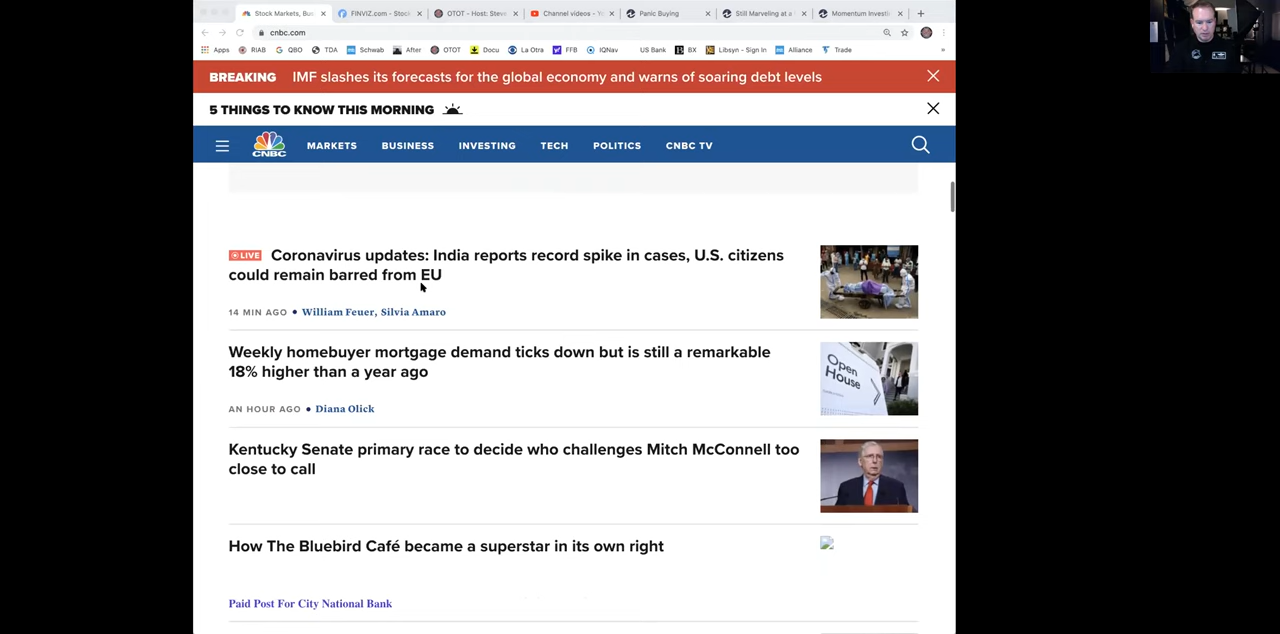 Stock Markets, Bus
FINVIZ.com - Stock
OTOT - Host: Steve
Channel videos - Y
Panic Buying
Still Marveling at a
Momentum Investi
cnbc.com
Apps RIAB QBO TDA Schwab After OTOT Docu La Otra FFB IQNav US Bank BX Libsyn - Sign In Alliance Trade »
BREAKING IMF slashes its forecasts for the global economy and warns of soaring debt levels
5 THINGS TO KNOW THIS MORNING
CNBC MARKETS BUSINESS INVESTING TECH POLITICS CNBC TV
LIVE Coronavirus updates: India reports record spike in cases, U.S. citizens
could remain barred from EU
14 MIN AGO • William Feuer, Silvia Amaro
Weekly homebuyer mortgage demand ticks down but is still a remarkable
18% higher than a year ago
Open
House
AN HOUR AGO • Diana Olick
Kentucky Senate primary race to decide who challenges Mitch McConnell too
close to call
How The Bluebird Café became a superstar in its own right
Paid Post For City National Bank